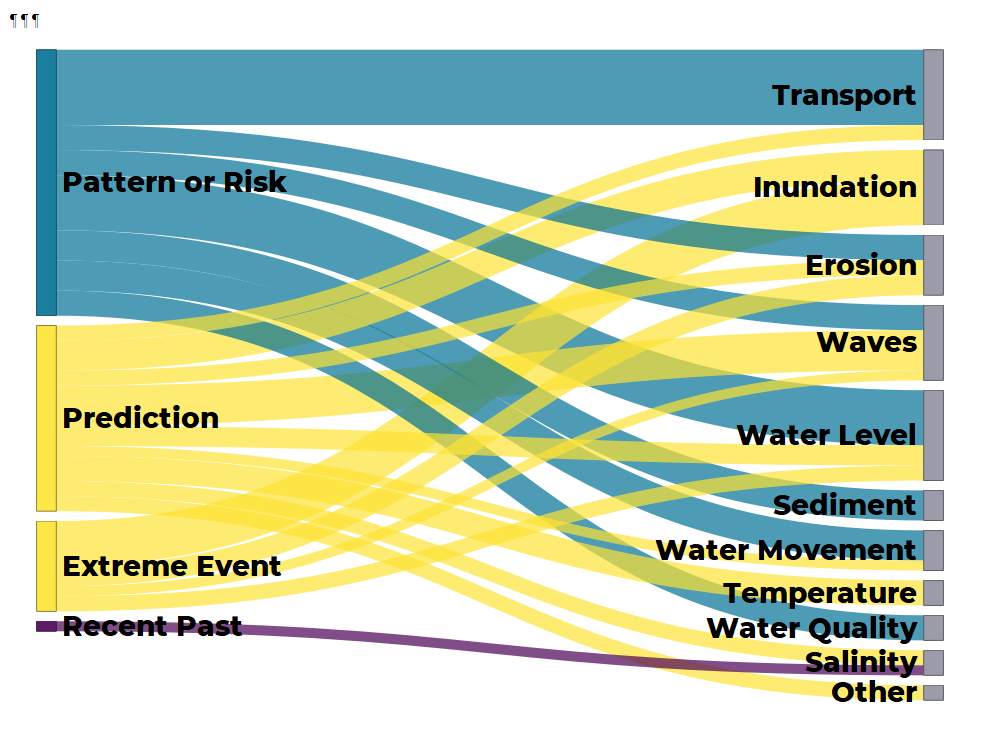 ¶ ¶ ¶
Transport
Pattern or Risk
Inundation
Erosion
Waves
Prediction
Water Level
Sediment
Water Movement
Extreme Event
Temperature
Recent Past
Water Quality
Salinity
Other